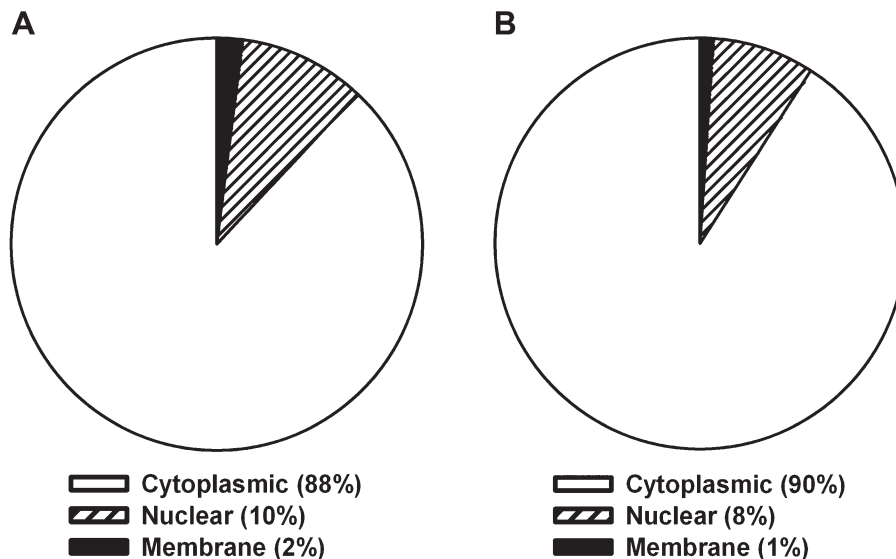 A
B
Cytoplasmic (88%)
Nuclear (10%)
Membrane (2%)
Cytoplasmic (90%)
Nuclear (8%)
Membrane (1%)